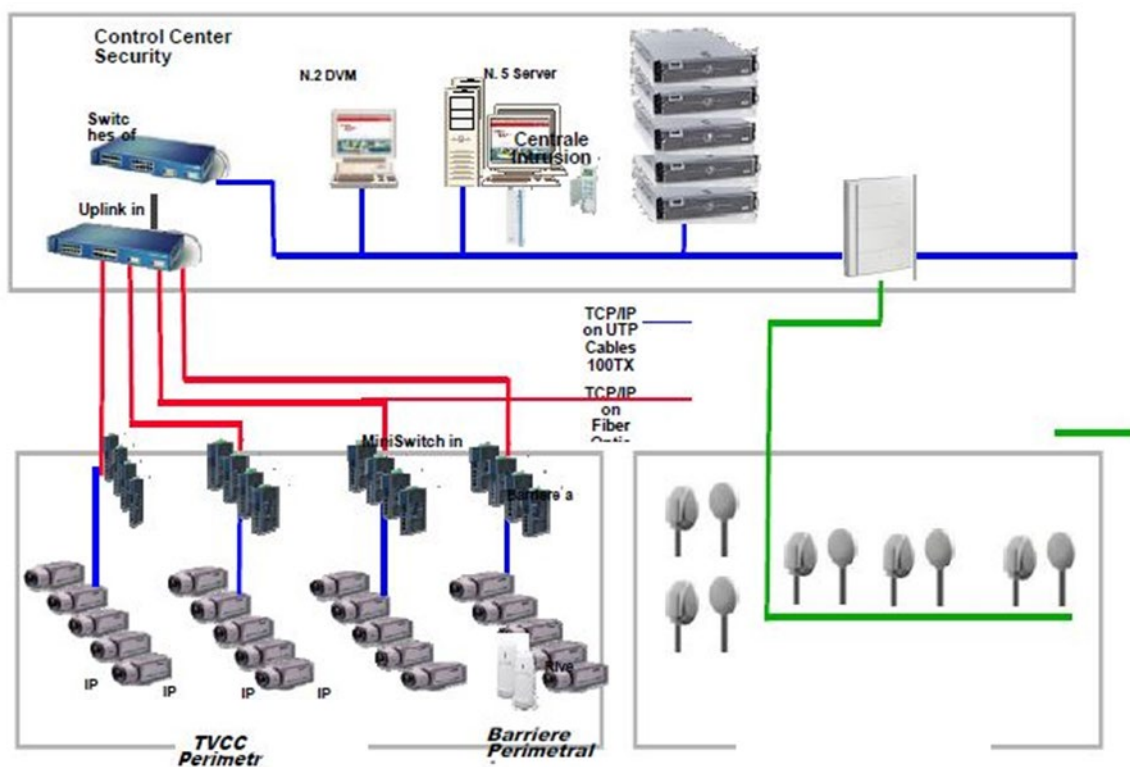 Control Center
Security
N.2 DVM
N. 5 Server
Switc
hes of
Centrale
Intrusion
Uplink in
TCP/IP
on UTP
Cables
100TX
TCP/IP
on
Fiber
MiniSwitch in
Barriere a
Rive
IP
IP
IP
IP
TVCC
Perimetr
Barriere
Perimetral